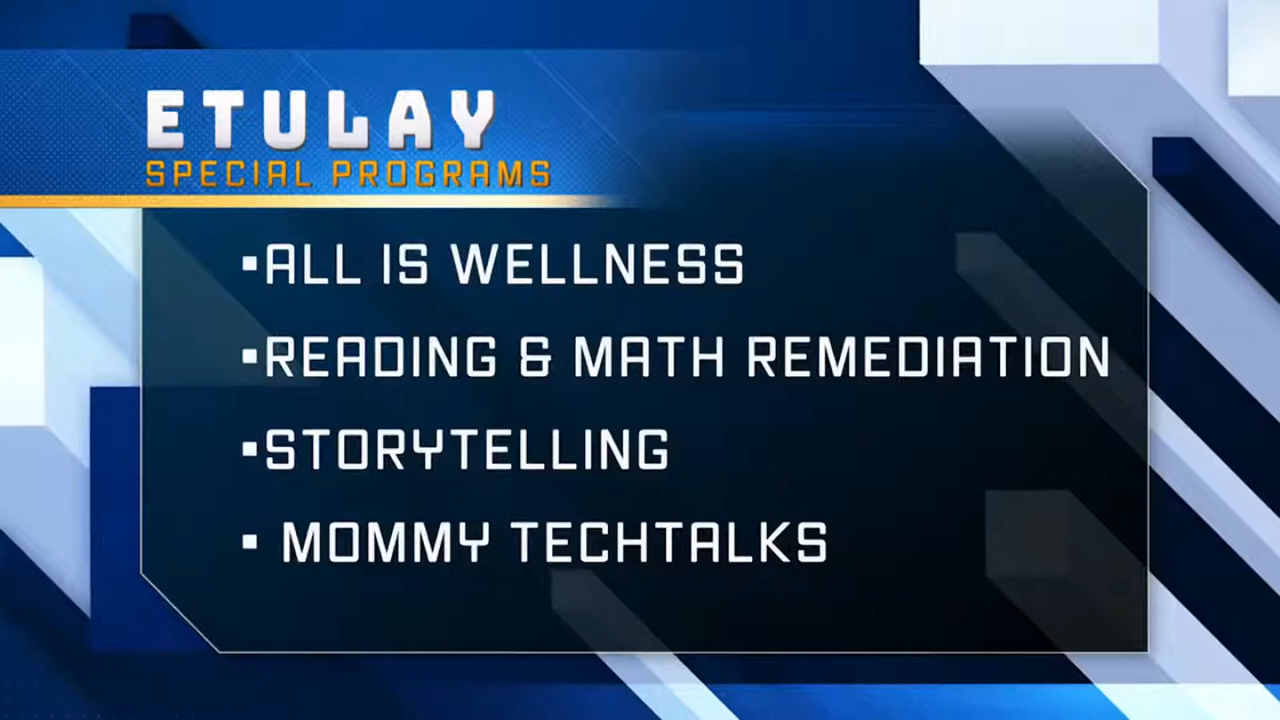 ETULAY
SPECIAL PROGRAMS
▪ALL IS WELLNESS
▪READING & MATH REMEDIATION
▪STORYTELLING
▪ MOMMY TECHTALKS